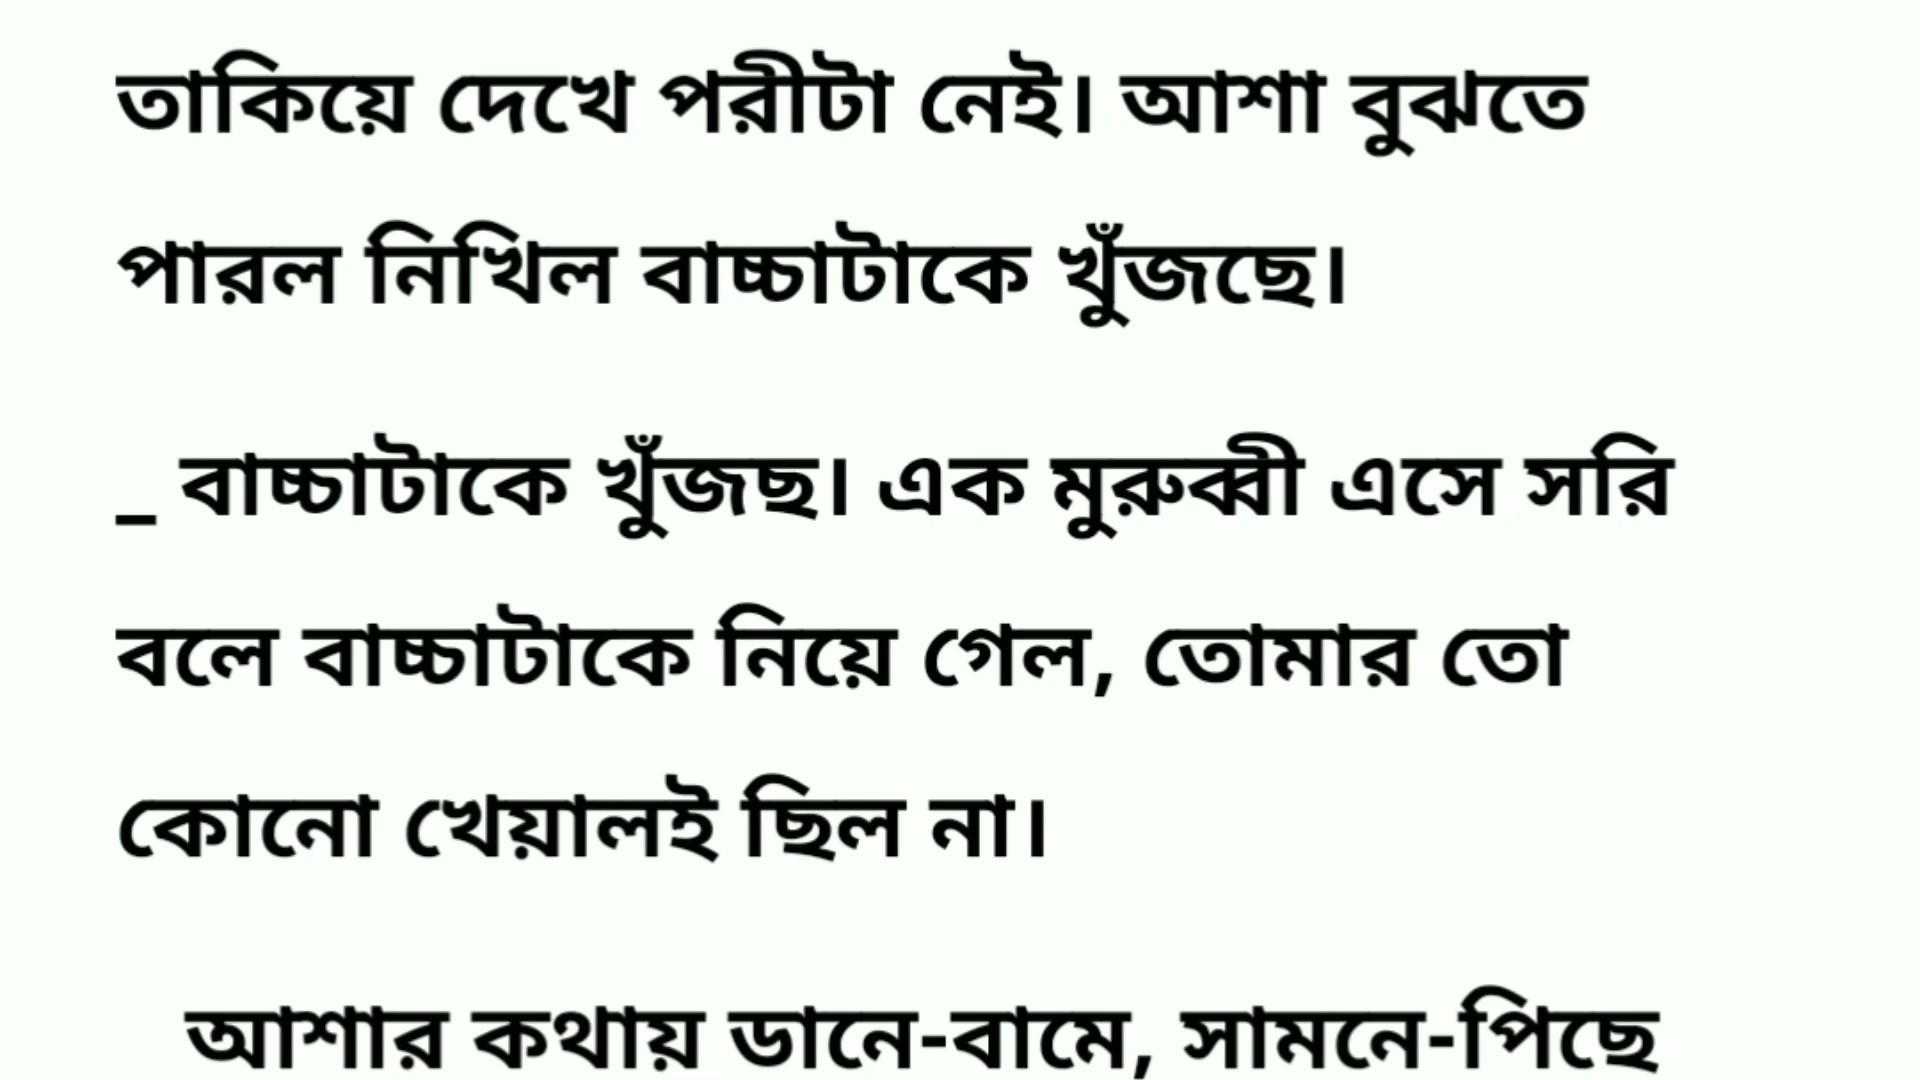 তাকিয়ে দেখে পরীটা নেই। আশা বুঝতে
পারল নিখিল বাচ্চাটাকে খুঁজছে।
_ বাচ্চাটাকে খুঁজছ। এক মুরুব্বী এসে সরি
বলে বাচ্চাটাকে নিয়ে গেল, তোমার তো
কোনো খেয়ালই ছিল না।
আশার কথায় ডানে-বামে, সামনে-পিছে